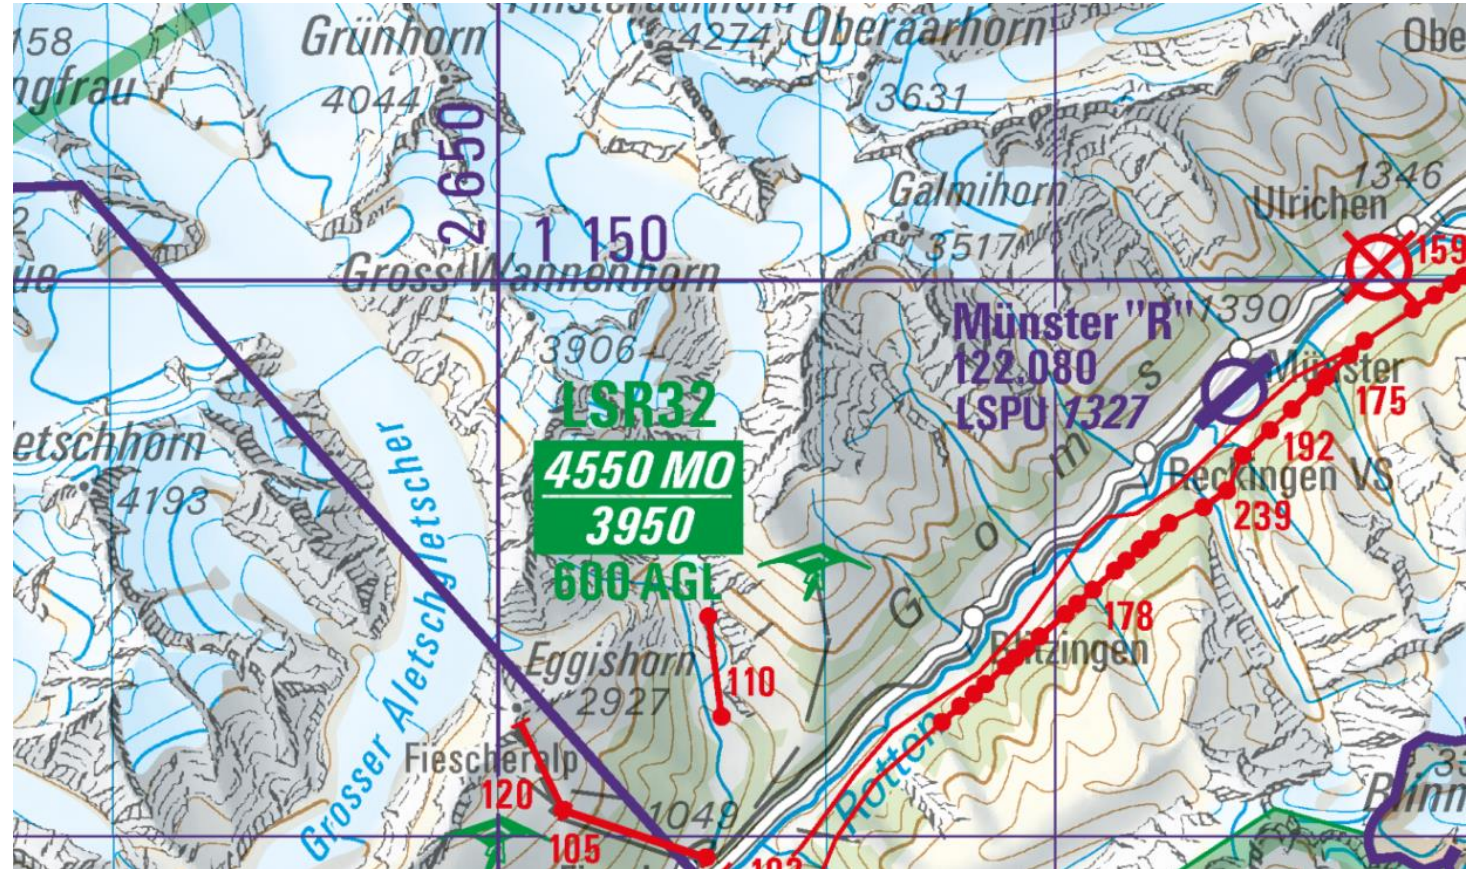 158
ngfrau
Grünhorn
4044
4274
Oberaarhorn
3631
Obe
2 650
1 150
Galmihorn
3517
1346
Ulrichen
159
Gross Wannenhorn
3906
Münster "R"
122.080
LSPU 1327
1390
Münster
175
192
Reckingen VS
239
LSR32
4550 MO
3950
600 AGL
etschhorn
4193
Grosser Aletschgletscher
Goms
178
Blitzingen
Eggishorn
2927
110
Fiescheralp
120
105
1049
Rotten